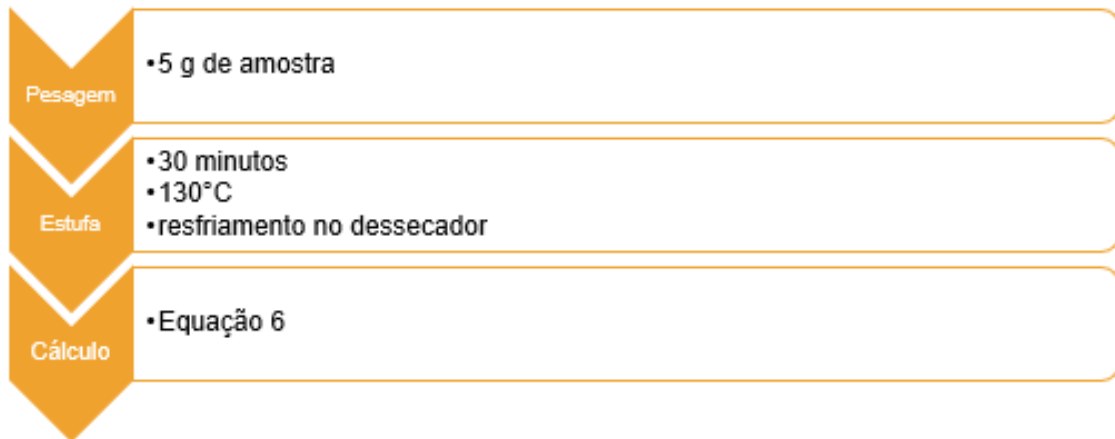 Pesagem
•5 g de amostra
Estufa
•30 minutos
•130°C
•resfriamento no dessecador
Cálculo
•Equação 6